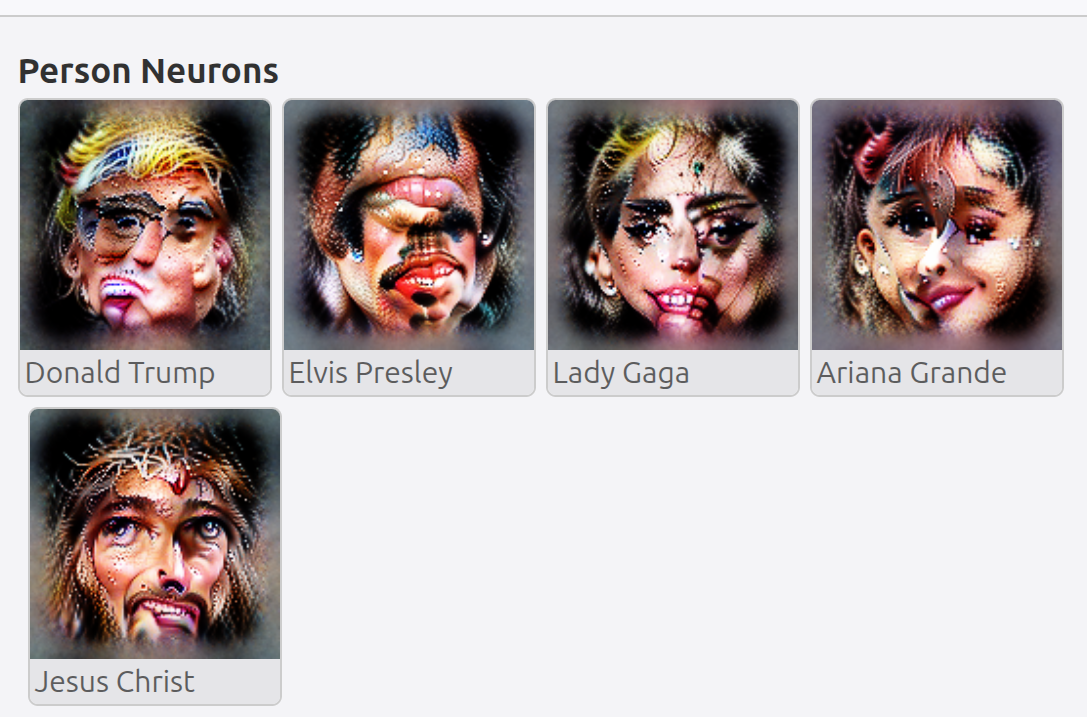 Person Neurons
Donald Trump
Elvis Presley
Lady Gaga
Ariana Grande
Jesus Christ